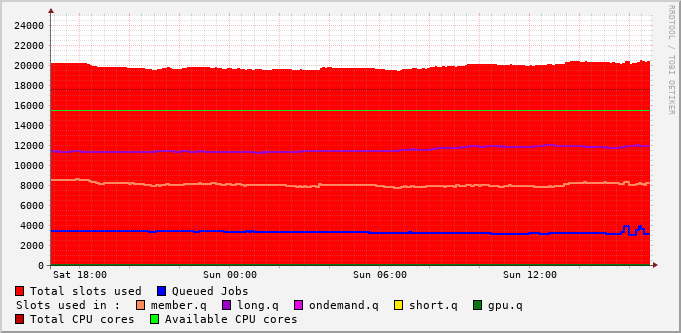 RRDTOOL / TOBI OETIKER
24000
22000
20000
18000
16000
14000
12000
10000
8000
6000
4000
2000
0
Sat 18:00 Sun 00:00 Sun 06:00 Sun 12:00
Total slots used Queued Jobs
Slots used in : member.q long.q ondemand.q short.q gpu.q
Total CPU cores Available CPU cores